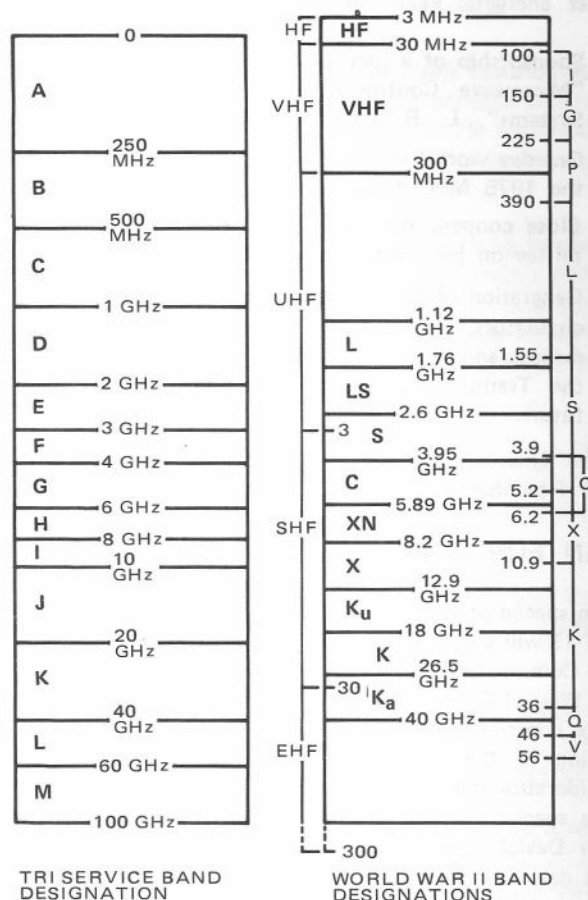 0
A
250
MHz
B
500
MHz
C
1 GHz
D
2 GHz
E
3 GHz
F
4 GHz
G
6 GHz
H
8 GHz
I
10
GHz
J
20
GHz
K
40
GHz
L
60 GHz
M
100 GHz
TRI SERVICE BAND
DESIGNATION
HF
VHF
UHF
3
SHF
30
EHF
300
3 MHz
HF
30 MHz
VHF
300
MHz
1.12
GHz
L
1.76
GHz
LS
2.6 GHz
S
3.95
GHz
C
5.89 GHz
XN
8.2 GHz
X
12.9
GHz
Ku
18 GHz
K
26.5
GHz
Ka
40 GHz
100
I
150
G
225
P
390
L
1.55
S
3.9
C
5.2
6.2
X
10.9
K
36
Q
46
V
56
WORLD WAR II BAND
DESIGNATIONS